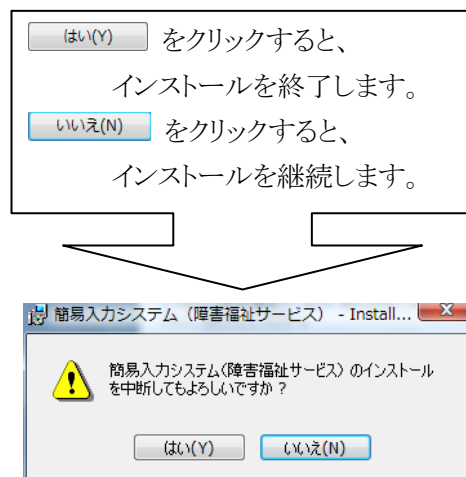 はい(Y) をクリックすると、
インストールを終了します。
いいえ(N) をクリックすると、
インストールを継続します。
簡易入力システム（障害福祉サービス） - Install...
簡易入力システム(障害福祉サービス) のインストール
を中断してもよろしいですか？
はい(Y) いいえ(N)